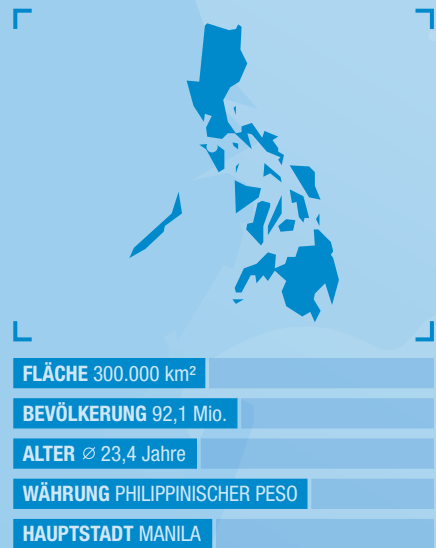 FLÄCHE 300.000 km²
BEVÖLKERUNG 92,1 Mio.
ALTER ⌀ 23,4 Jahre
WÄHRUNG PHILIPPINISCHER PESO
HAUPTSTADT MANILA